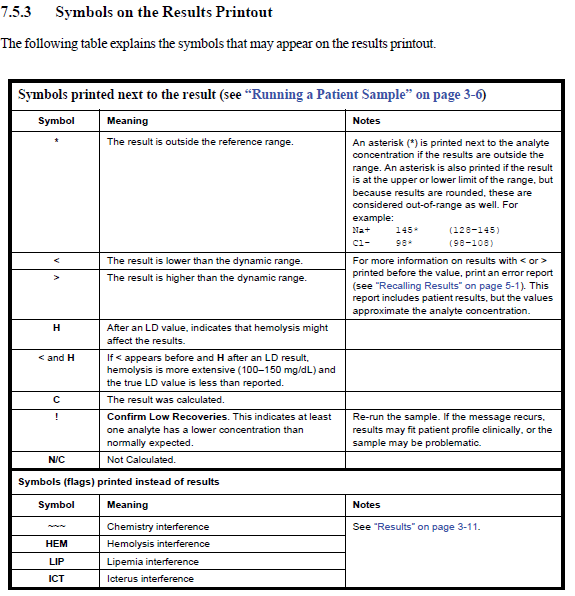 7.5.3 Symbols on the Results Printout
The following table explains the symbols that may appear on the results printout.
Symbols printed next to the result (see “Running a Patient Sample” on page 3-6)
Symbol Meaning Notes
* The result is outside the reference range. An asterisk (*) is printed next to the analyte
concentration if the results are outside the
range. An asterisk is also printed if the result
is at the upper or lower limit of the range, but
because results are rounded, these are
considered out-of-range as well. For
example:
Na+ 145* (128-145)
Cl- 98* (98-108)
< The result is lower than the dynamic range. For more information on results with < or >
> The result is higher than the dynamic range. printed before the value, print an error report
(see “Recalling Results” on page 5-1). This
report includes patient results, but the values
approximate the analyte concentration.
H After an LD value, indicates that hemolysis might
affect the results.
< and H If < appears before and H after an LD result,
hemolysis is more extensive (100–150 mg/dL) and
the true LD value is less than reported.
C The result was calculated.
! Confirm Low Recoveries. This indicates at least Re-run the sample. If the message recurs,
one analyte has a lower concentration than results may fit patient profile clinically, or the
normally expected. sample may be problematic.
N/C Not Calculated.
Symbols (flags) printed instead of results
Symbol Meaning Notes
~~~ Chemistry interference See “Results” on page 3-11.
HEM Hemolysis interference
LIP Lipemia interference
ICT Icterus interference